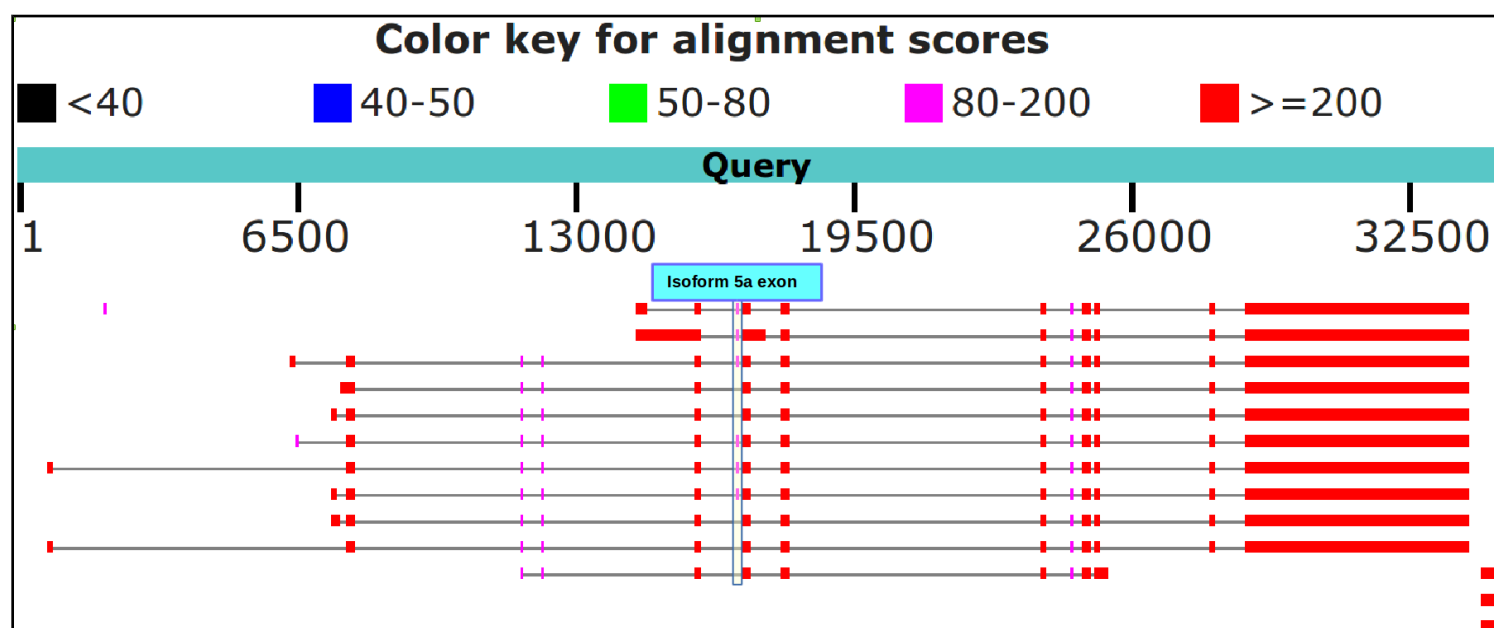 Color key for alignment scores
<40 40-50 50-80 80-200 >=200
Query
1 6500 13000 19500 26000 32500
Isoform 5a exon